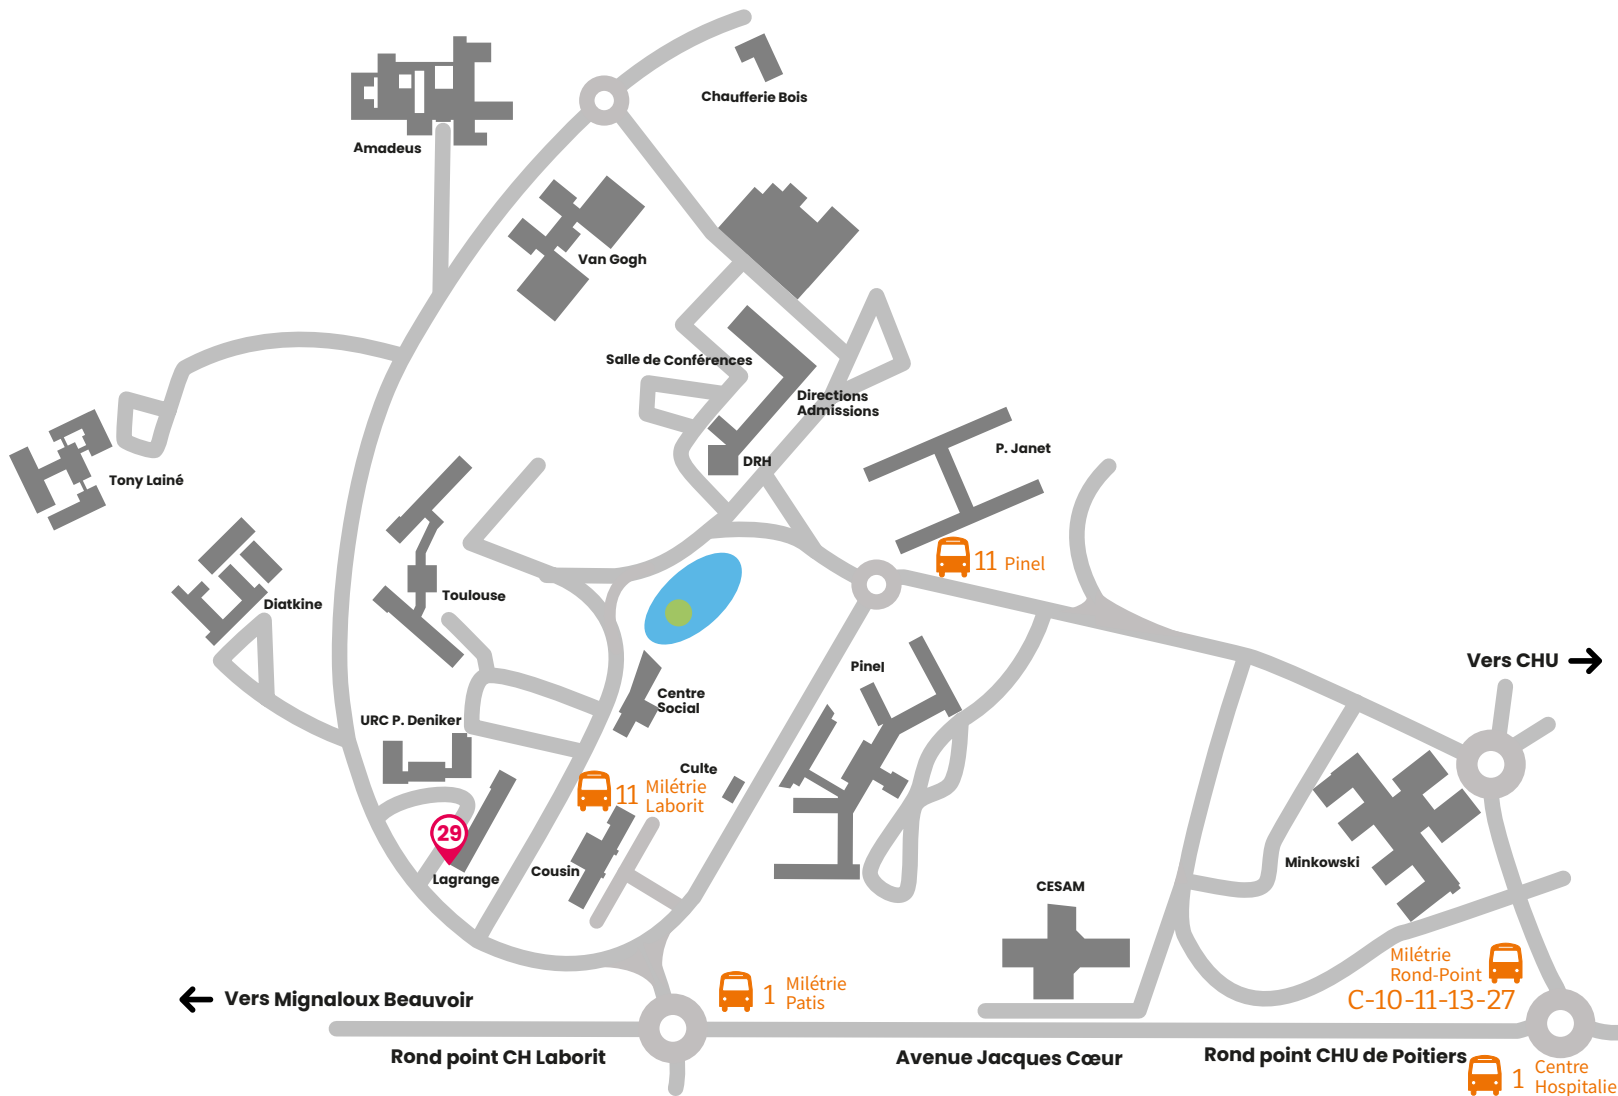 Chaufferie Bois
Amadeus
Van Gogh
Salle de Conférences
Directions
Admissions
P. Janet
DRH
Tony Lainé
11 Pinel
Toulouse
Diatkine
Vers CHU
Pinel
Centre
Social
URC P. Deniker
Culte
11 Milétrie
Laborit
29
Minkowski
Cousin
Lagrange
CESAM
Milétrie
Rond-Point
C-10-11-13-27
1 Milétrie
Patis
Vers Mignaloux Beauvoir
Rond point CH Laborit
Avenue Jacques Cœur
Rond point CHU de Poitiers
1 Centre
Hospitalie